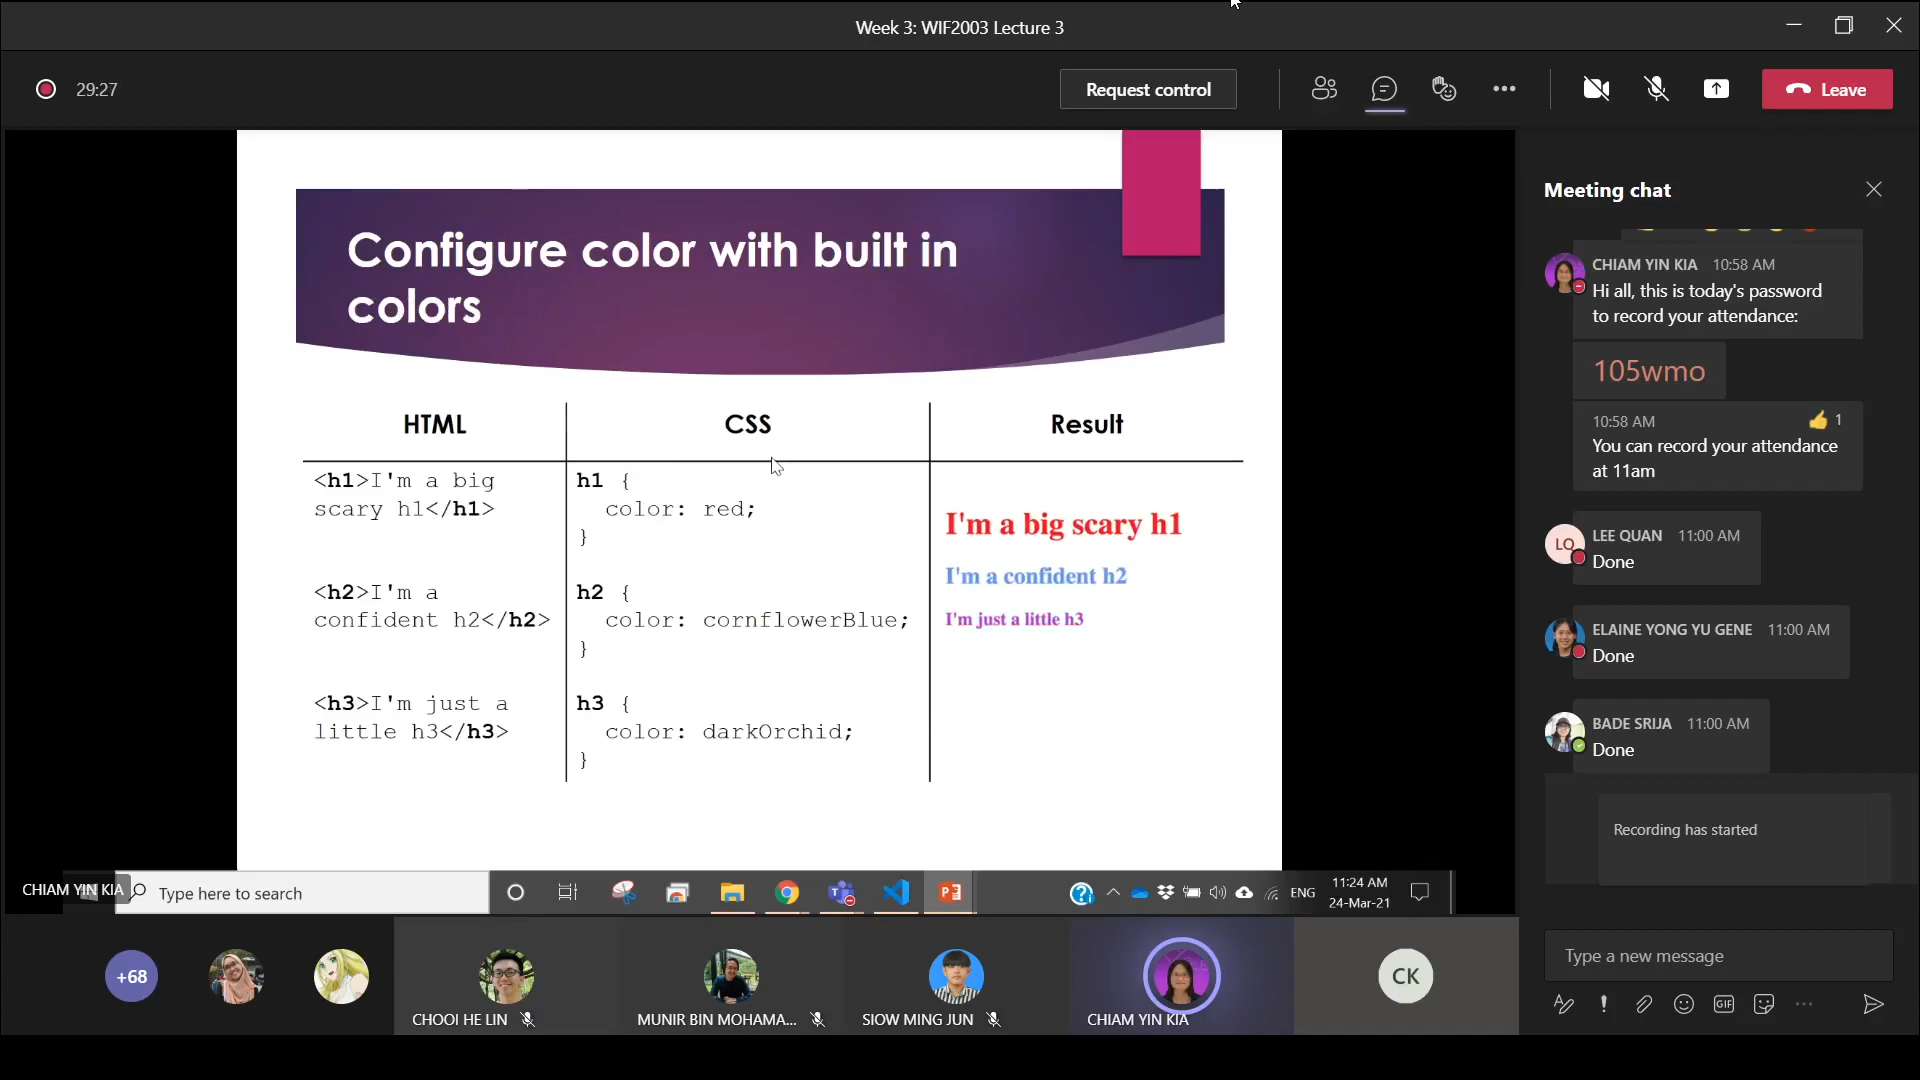 Week 3: WIF2003 Lecture 3
29:27
Request control
Leave
Configure color with built in
colors
HTML
CSS
Result
<h1>I'm a big
scary h1</h1>
h1 {
color: red;
}
<h2>I'm a
confident h2</h2>
h2 {
color: cornflowerBlue;
}
<h3>I'm just a
little h3</h3>
h3 {
color: darkOrchid;
}
I'm a big scary h1
I'm a confident h2
I'm just a little h3
Meeting chat
CHIAM YIN KIA 10:58 AM
Hi all, this is today's password
to record your attendance:
105wmo
10:58 AM
1
You can record your attendance
at 11am
LQ
LEE QUAN 11:00 AM
Done
ELAINE YONG YU GENE 11:00 AM
Done
BADE SRIJA 11:00 AM
Done
Recording has started
Type a new message
GIF
CHIAM YIN KIA
Type here to search
ENG
11:24 AM
24-Mar-21
+68
CHOOI HE LIN
MUNIR BIN MOHAMA...
SIOW MING JUN
CHIAM YIN KIA
CK